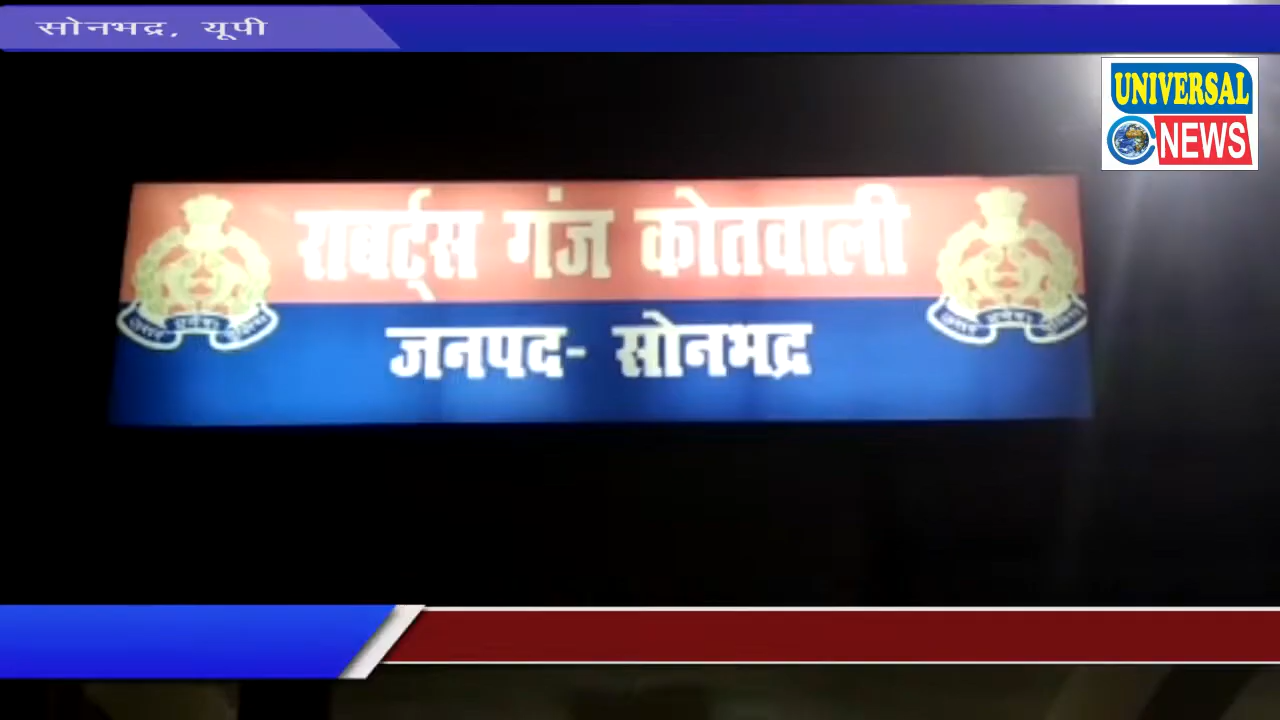 सोनभद्र, यूपी
UNIVERSAL
NEWS
राबर्ट्स गंज कोतवाली
जनपद- सोनभद्र